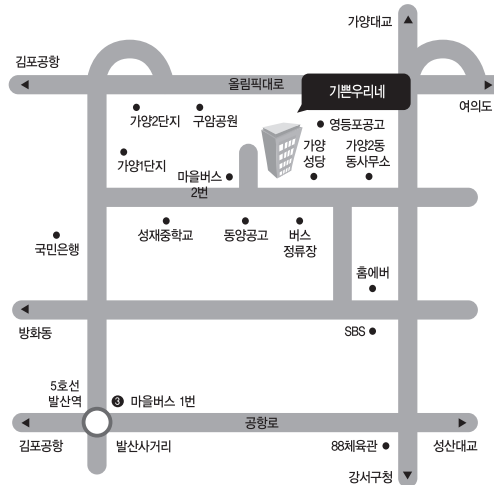 가양대교
김포공항
올림픽대로
기쁜우리네
여의도
가양2단지
구암공원
영등포공고
가양
성당
가양2동
동사무소
가양1단지
마을버스
2번
성재중학교
동양공고
버스
정류장
국민은행
홈에버
방화동
SBS
5호선
발산역
3 마을버스 1번
공항로
김포공항
발산사거리
88체육관
성산대교
강서구청